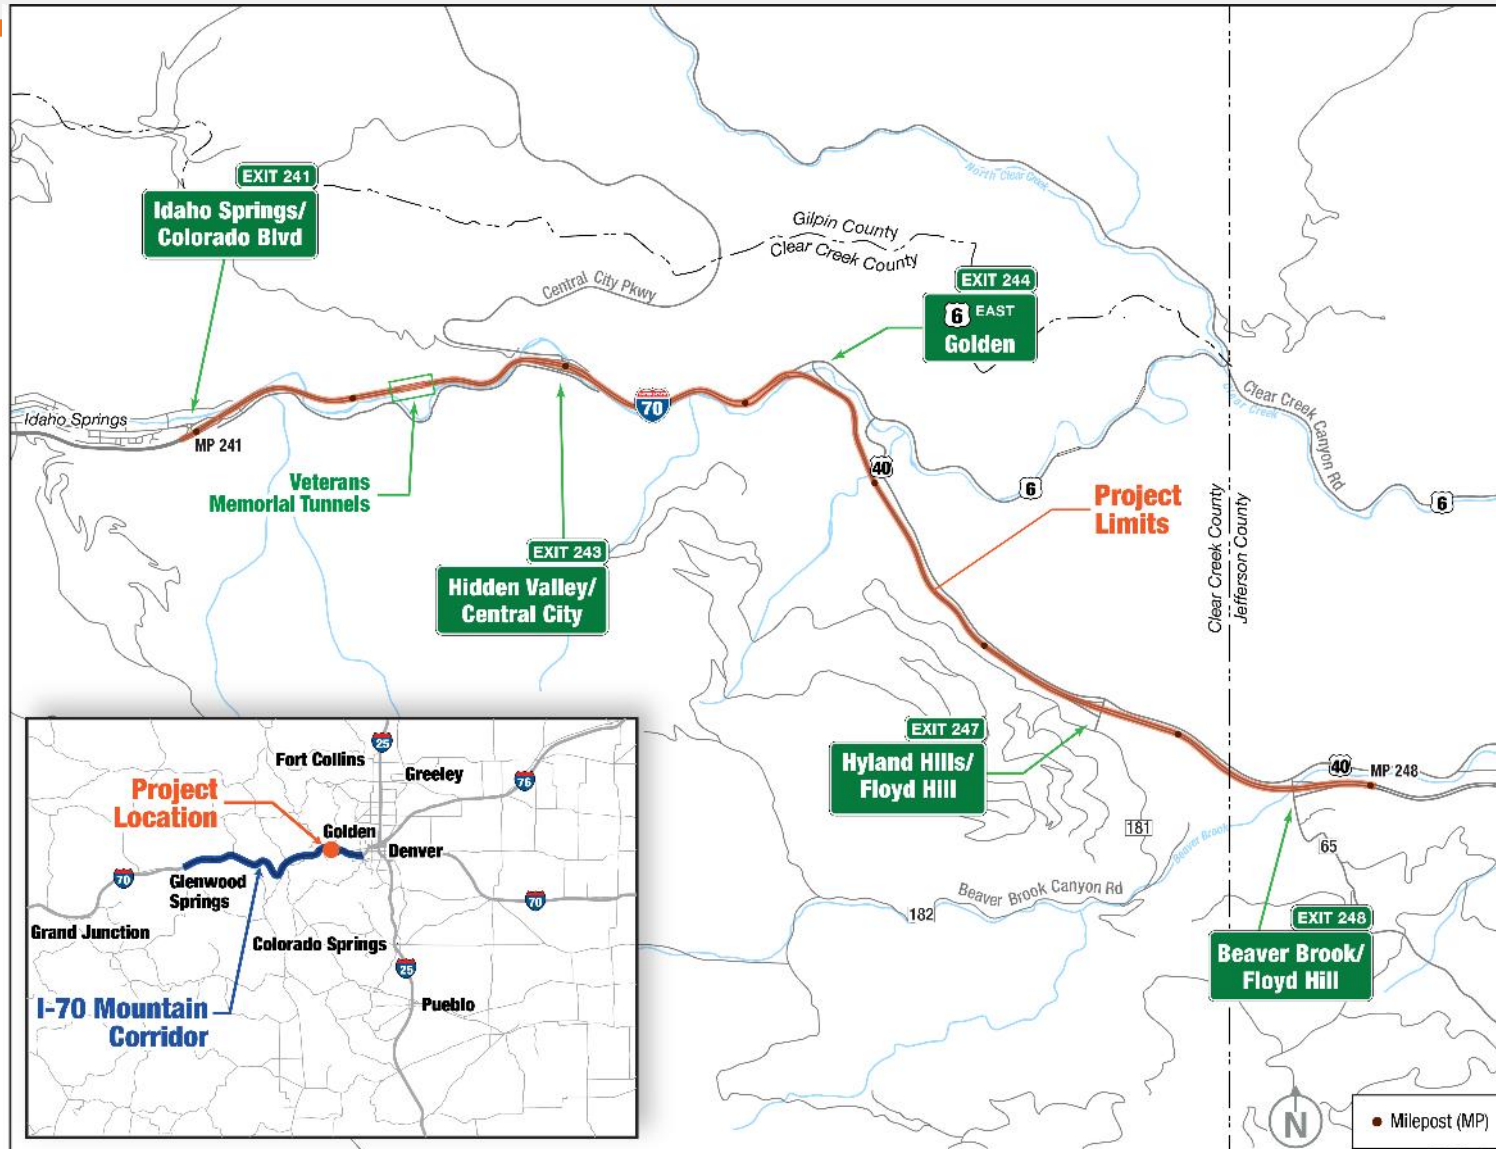 EXIT 241
Idaho Springs/
Colorado Blvd
North Clear Creek
Gilpin County
Clear Creek County
Central City Pkwy
EXIT 244
6 EAST
Golden
Idaho Springs
MP 241
70
Clear Creek Canyon Rd
Clear Creek
Veterans
Memorial Tunnels
40
6
6
Project
Limits
EXIT 243
Hidden Valley/
Central City
Clear Creek County
Jefferson County
EXIT 247
Hyland Hills/
Floyd Hill
40
MP 248
181
Beaver Brook
65
Beaver Brook Canyon Rd
182
EXIT 248
Beaver Brook/
Floyd Hill
N
Milepost (MP)
25
Fort Collins
Greeley
76
Project
Location
Golden
Denver
70
Glenwood
Springs
70
Grand Junction
Colorado Springs
25
I-70 Mountain
Corridor
Pueblo